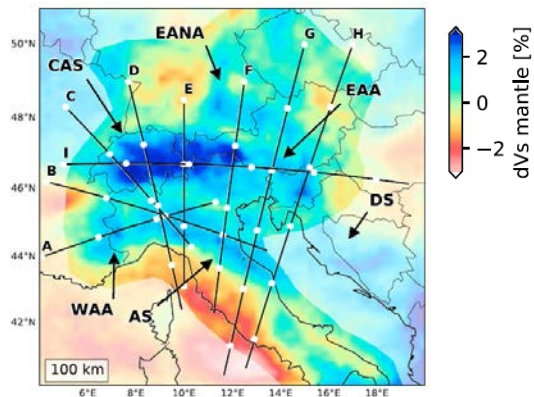 50°N
48°N
46°N
44°N
42°N
EANA
CAS
EAA
DS
WAA
AS
A
B
C
D
E
F
G
H
I
100 km
6°E
8°E
10°E
12°E
14°E
16°E
18°E
2
0
−2
dVs mantle [%]